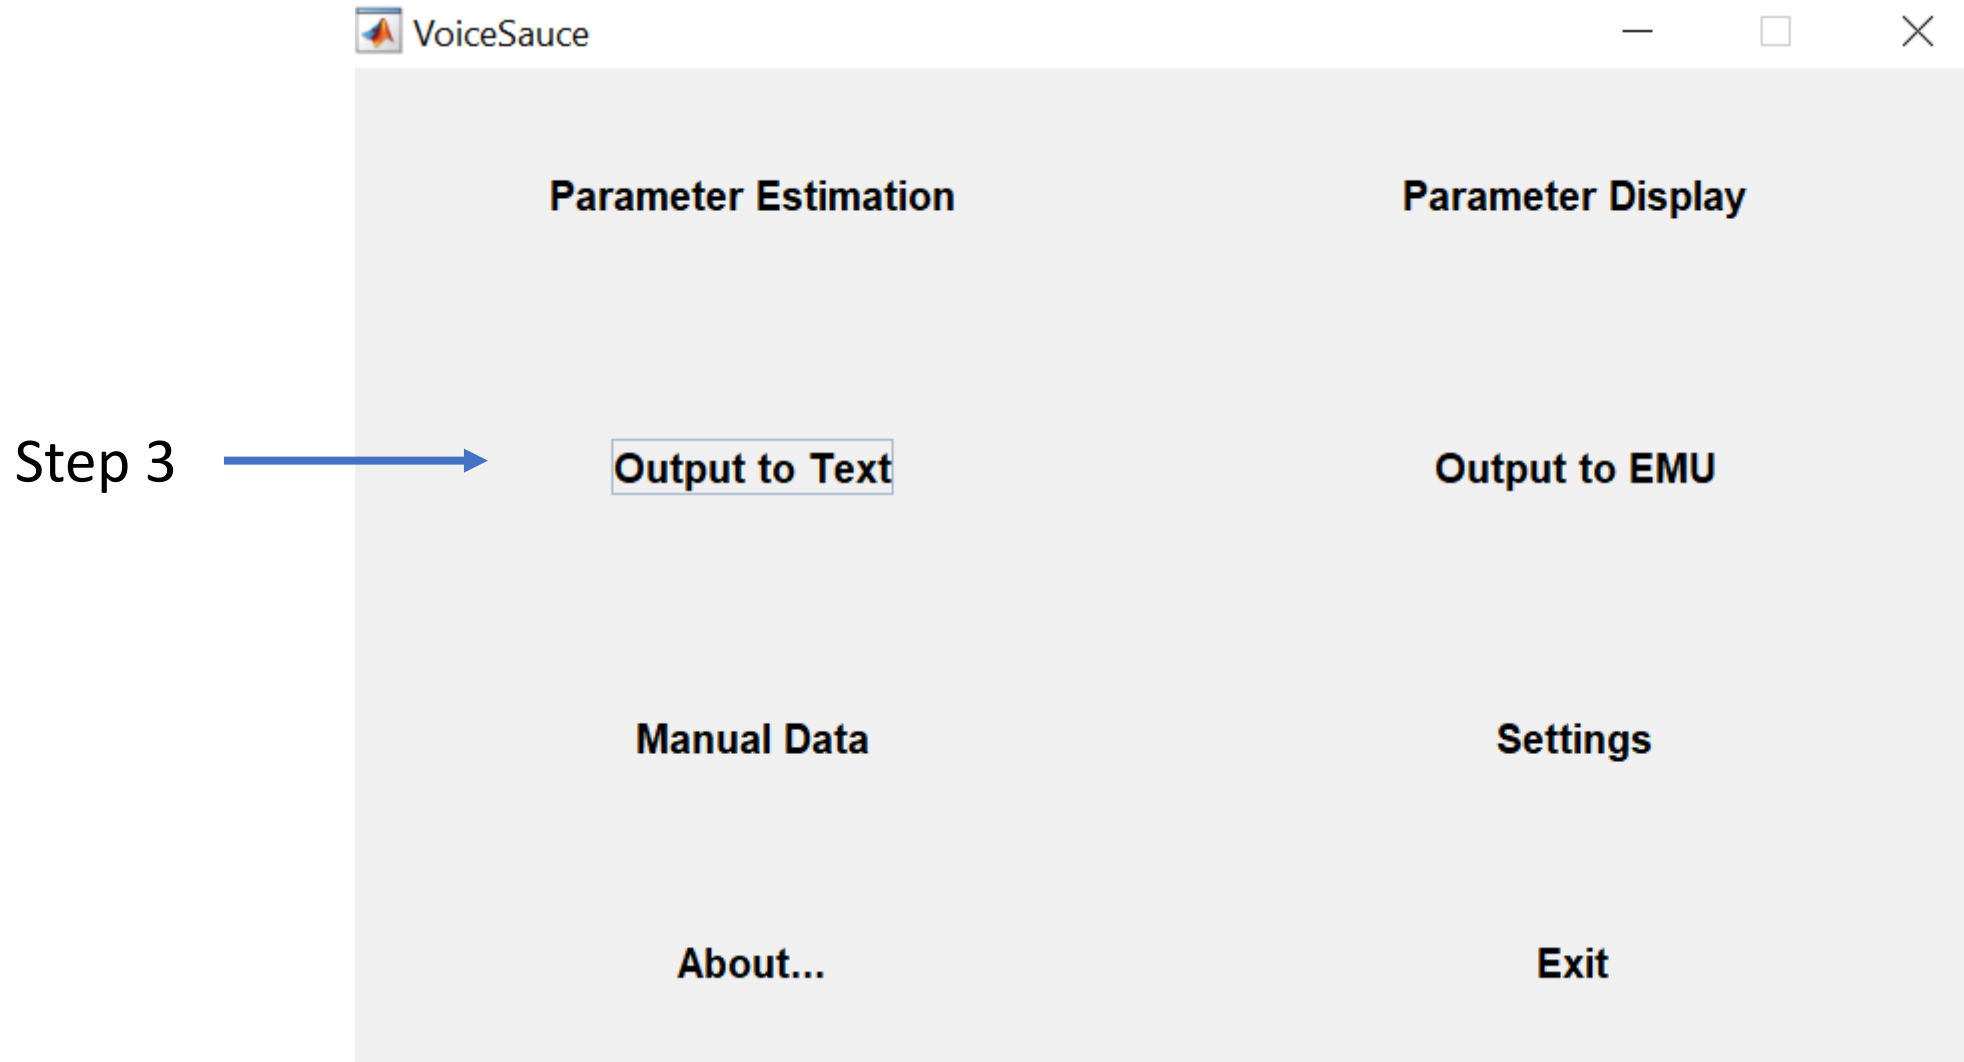 VoiceSauce
Parameter Estimation
Parameter Display
Step 3
Output to Text
Output to EMU
Manual Data
Settings
About...
Exit